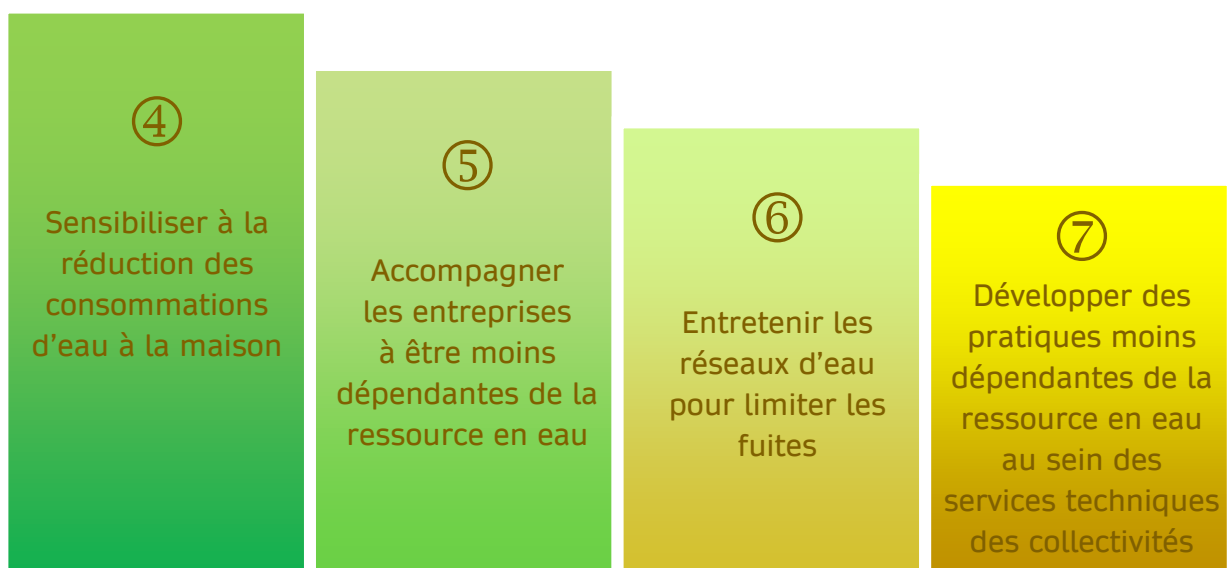 ④
Sensibiliser à la
réduction des
consommations
d’eau à la maison
⑤
Accompagner
les entreprises
à être moins
dépendantes de la
ressource en eau
⑥
Entretenir les
réseaux d’eau
pour limiter les
fuites
⑦
Développer des
pratiques moins
dépendantes de la
ressource en eau
au sein des
services techniques
des collectivités